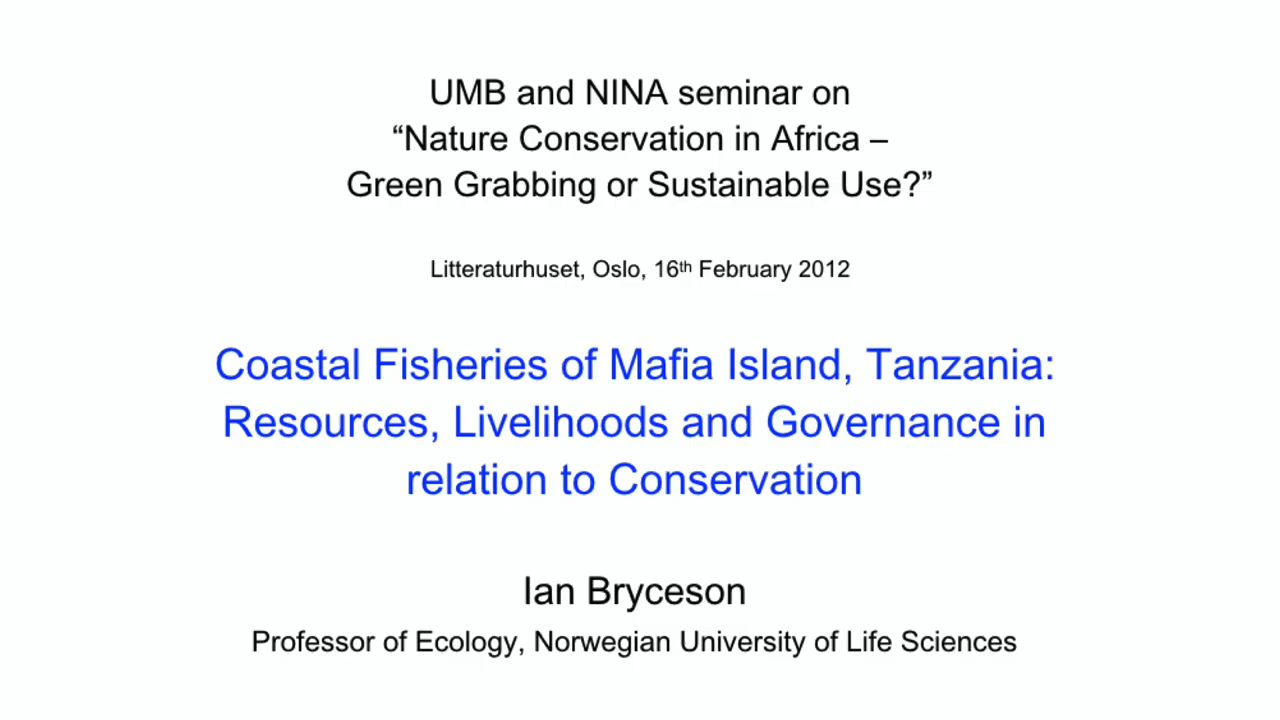 UMB and NINA seminar on
“Nature Conservation in Africa –
Green Grabbing or Sustainable Use?”
Litteraturhuset, Oslo, 16th February 2012
Coastal Fisheries of Mafia Island, Tanzania:
Resources, Livelihoods and Governance in
relation to Conservation
Ian Bryceson
Professor of Ecology, Norwegian University of Life Sciences